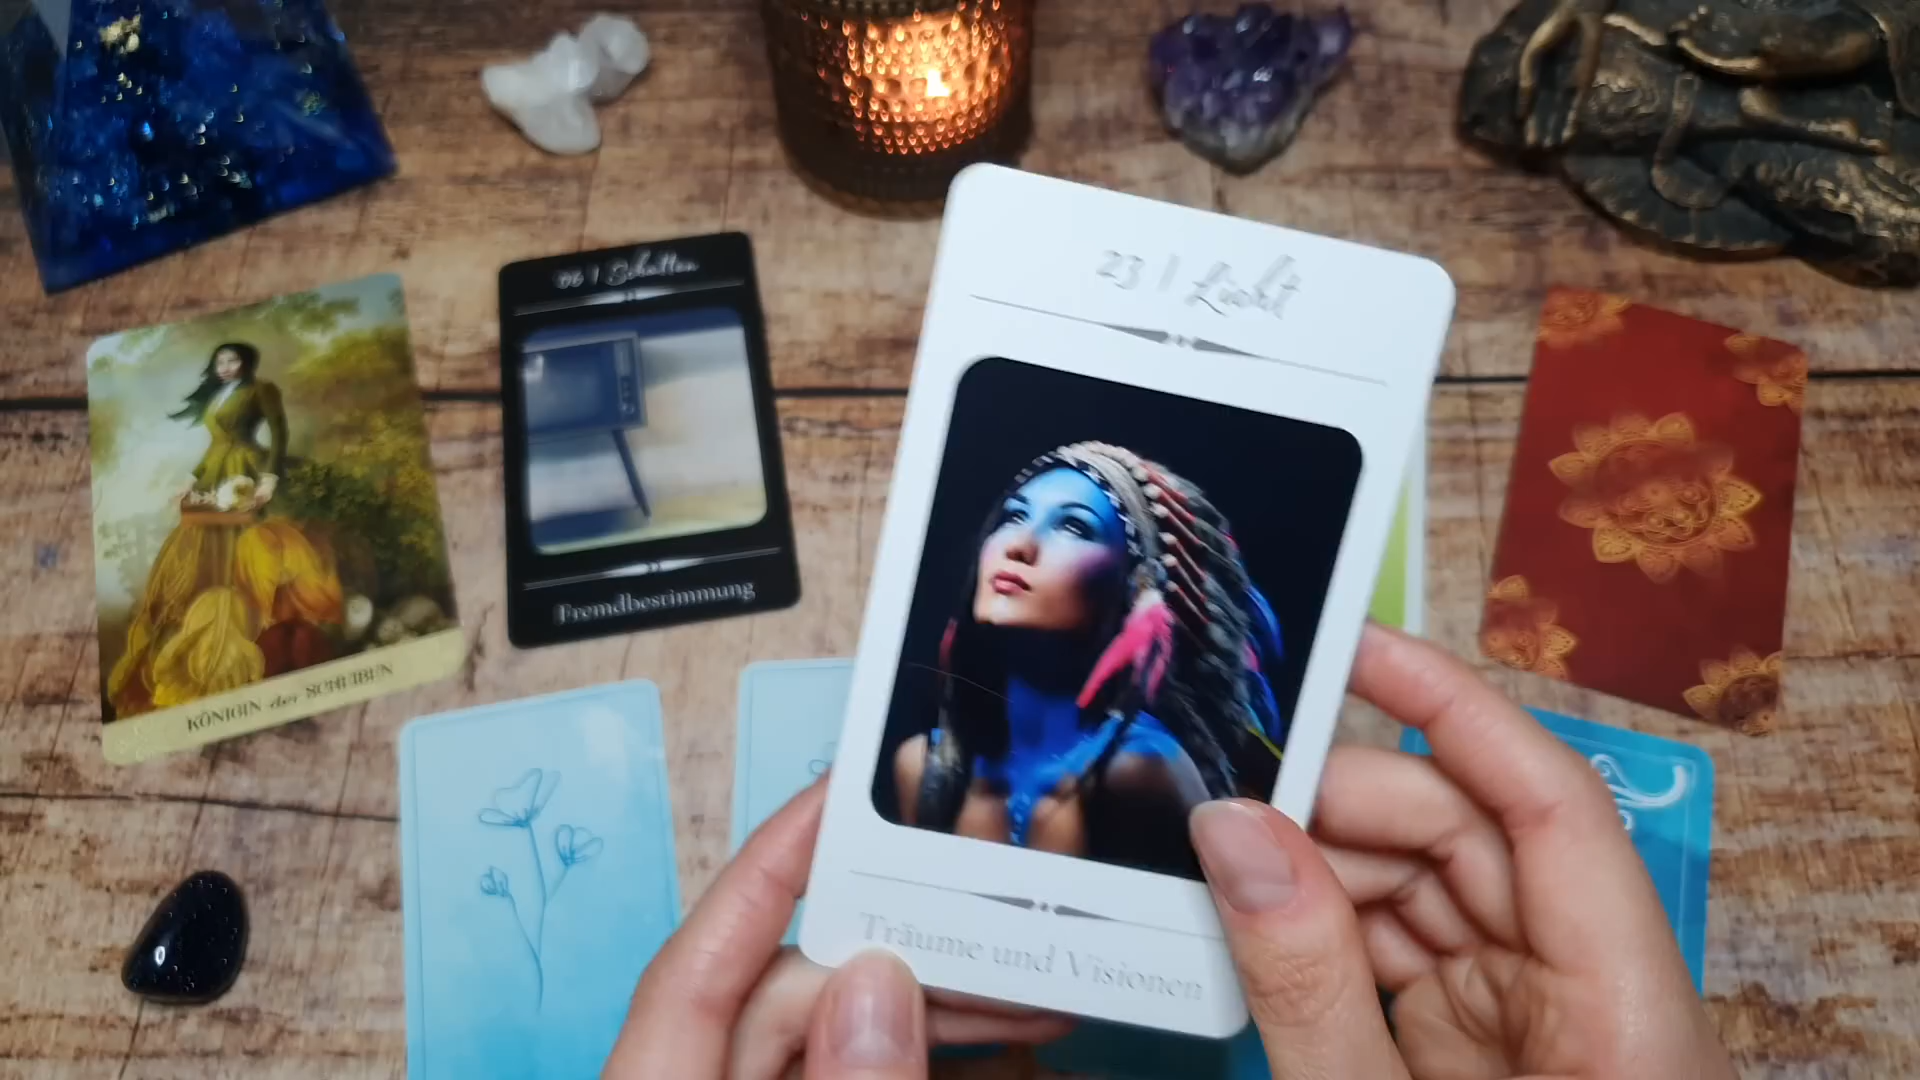 06 | Schatten
Fremdbestimmung
KÖNIGIN der SCHEIBEN
23 | Licht
Träume und Visionen